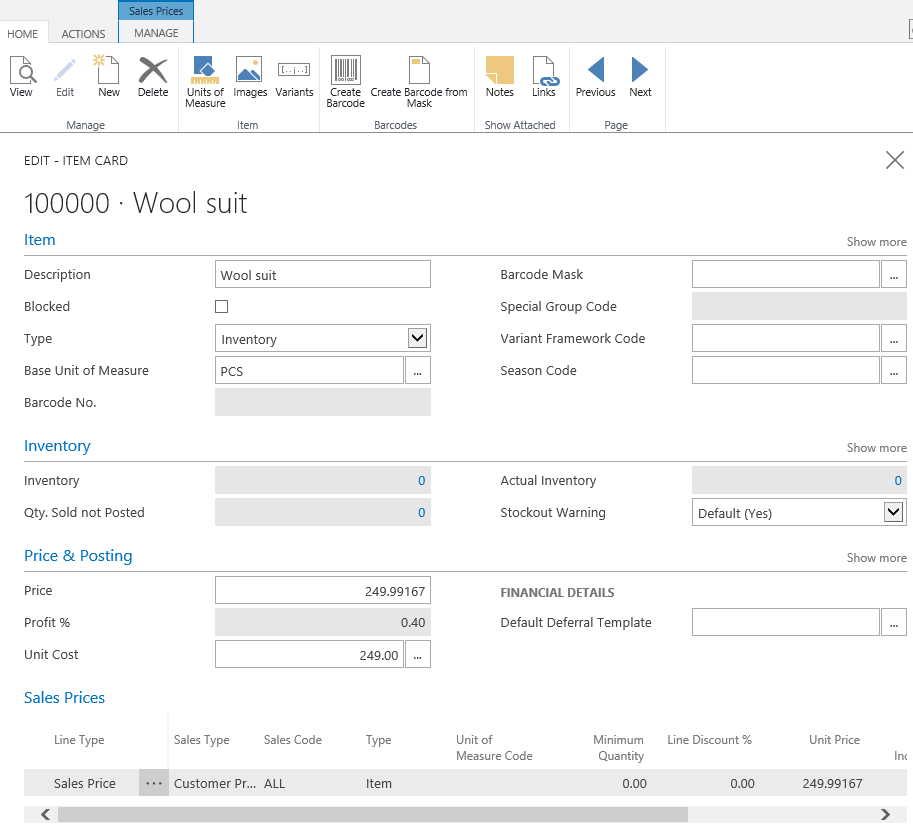 Sales Prices
HOME ACTIONS MANAGE
View Edit New Delete Units of Measure Images Variants Create Barcode Create Barcode from Mask Notes Links Previous Next
Manage Item Barcodes Show Attached Page
EDIT - ITEM CARD
100000 · Wool suit
Item Show more
Description Wool suit Barcode Mask ...
Blocked Special Group Code
Type Inventory Variant Framework Code ...
Base Unit of Measure PCS ... Season Code ...
Barcode No.
Inventory Show more
Inventory 0 Actual Inventory 0
Qty. Sold not Posted 0 Stockout Warning Default (Yes)
Price & Posting Show more
Price 249.99167 FINANCIAL DETAILS
Profit % 0.40 Default Deferral Template ...
Unit Cost 249.00 ...
Sales Prices
Line Type Sales Type Sales Code Type Unit of Measure Code Minimum Quantity Line Discount % Unit Price
Sales Price ... Customer Pr... ALL Item 0.00 0.00 249.99167